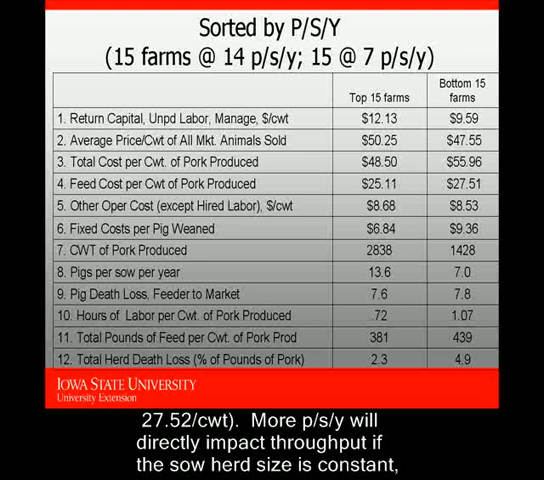 Sorted by P/S/Y
(15 farms @ 14 p/s/y; 15 @ 7 p/s/y)
Top 15 farms Bottom 15 farms
1. Return Capital, Unpd Labor, Manage, $/cwt $12.13 $9.59
2. Average Price/Cwt of All Mkt. Animals Sold $50.25 $47.55
3. Total Cost per Cwt. of Pork Produced $48.50 $55.96
4. Feed Cost per Cwt of Pork Produced $25.11 $27.51
5. Other Oper Cost (except Hired Labor), $/cwt $8.68 $8.53
6. Fixed Costs per Pig Weaned $6.84 $9.36
7. CWT of Pork Produced 2838 1428
8. Pigs per sow per year 13.6 7.0
9. Pig Death Loss, Feeder to Market 7.6 7.8
10. Hours of Labor per Cwt. of Pork Produced .72 1.07
11. Total Pounds of Feed per Cwt. of Pork Prod 381 439
12. Total Herd Death Loss (% of Pounds of Pork) 2.3 4.9
IOWA STATE UNIVERSITY
University Extension
27.52/cwt). More p/s/y will
directly impact throughput if
the sow herd size is constant,